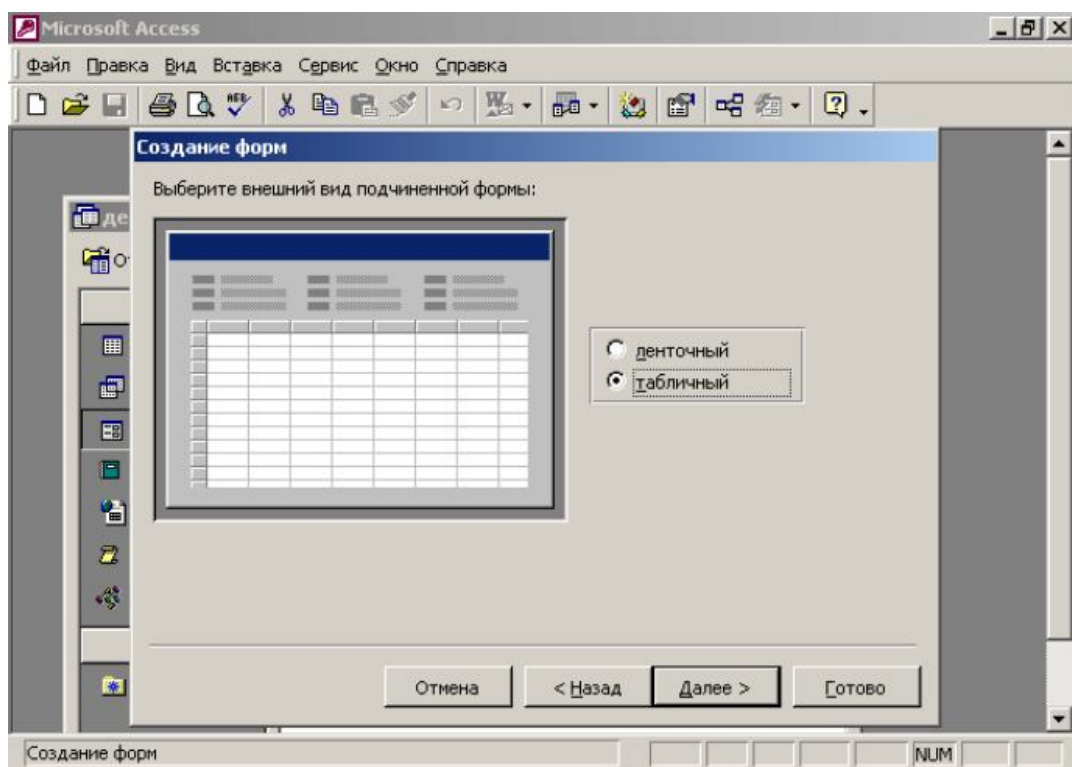 Microsoft Access
Файл Правка Вид Вставка Сервис Окно Справка
Создание форм
Выберите внешний вид подчиненной формы:
де
ленточный
табличный
Отмена < Назад Далее > Готово
Создание форм NUM